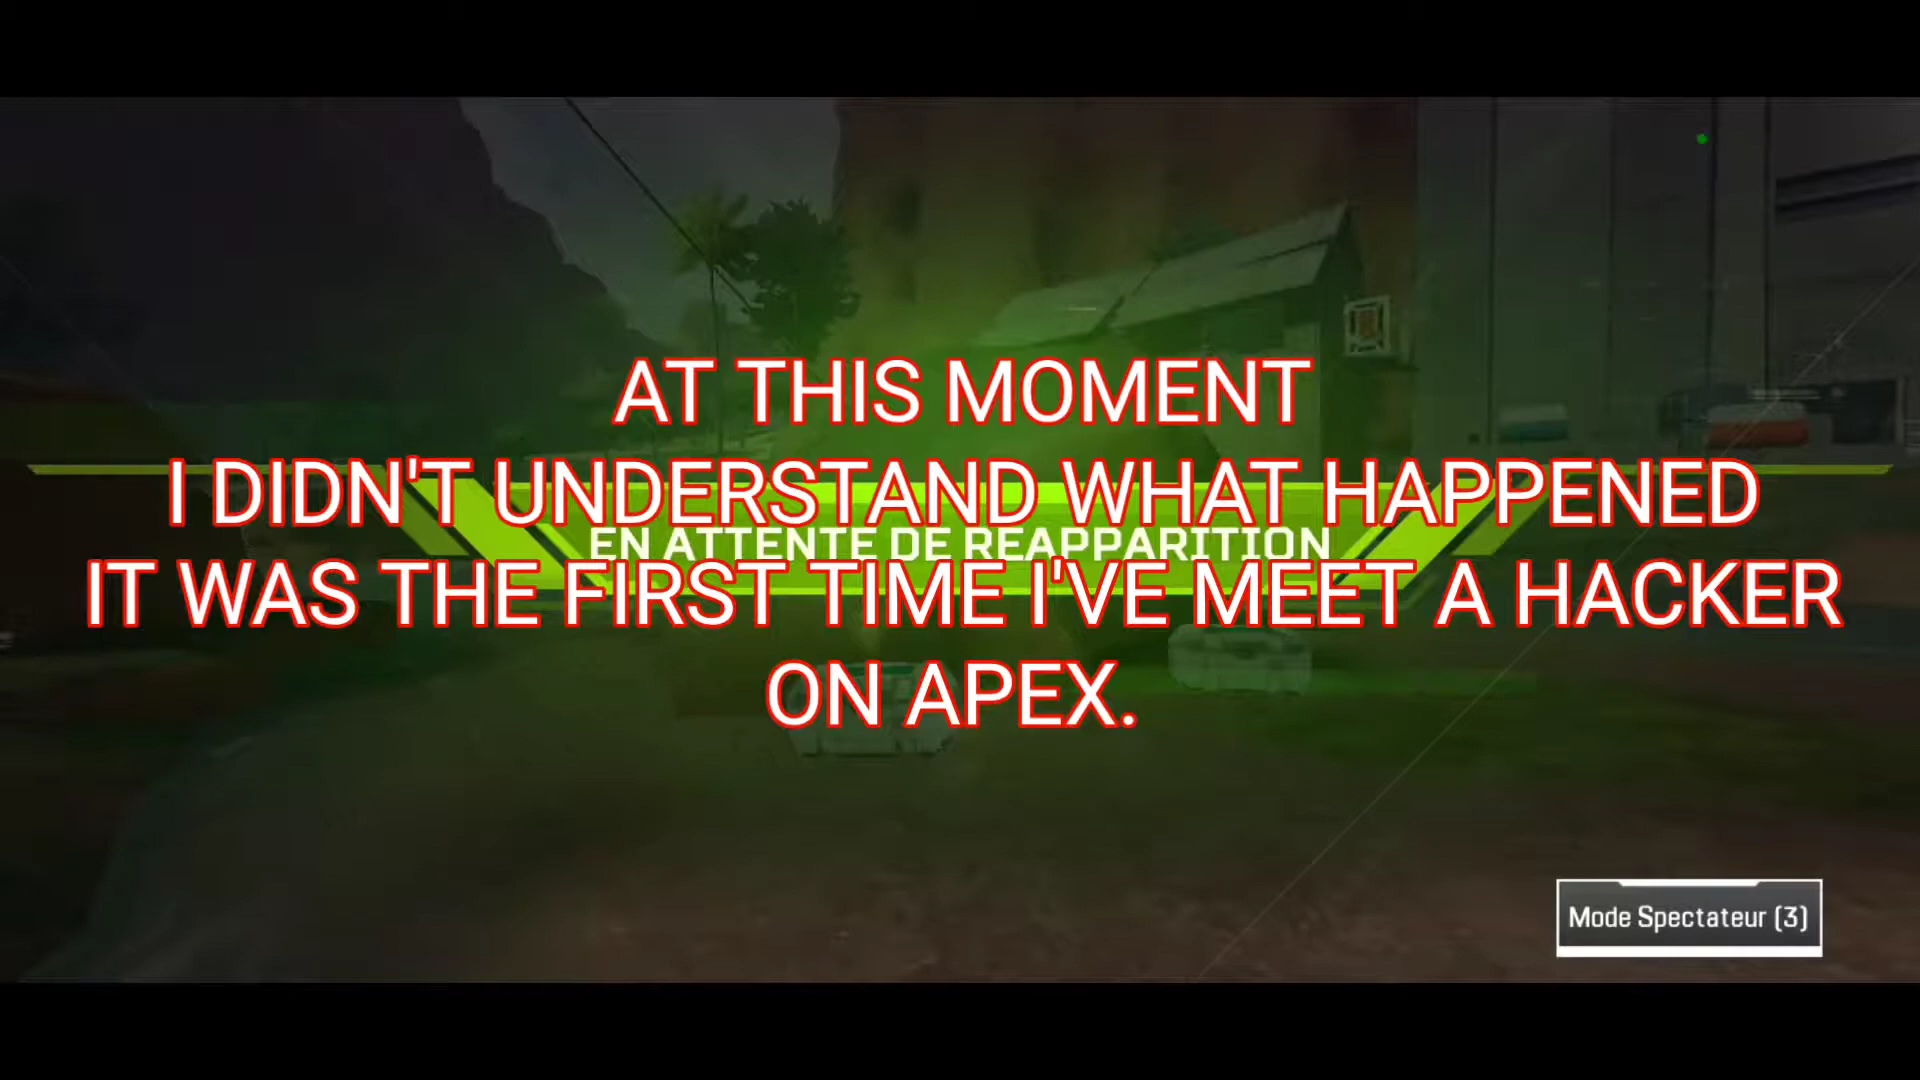 AT THIS MOMENT
I DIDN'T UNDERSTAND WHAT HAPPENED
EN ATTENTE DE REAPPARITION
IT WAS THE FIRST TIME I'VE MEET A HACKER
ON APEX.
Mode Spectateur (3)